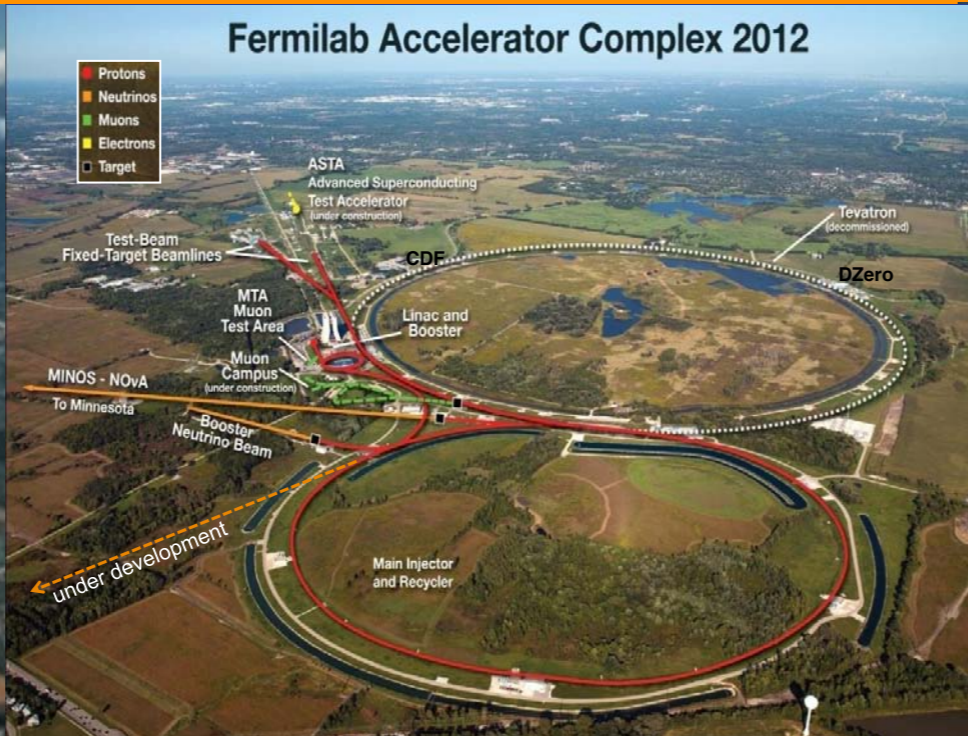 Fermilab Accelerator Complex 2012
Protons
Neutrinos
Muons
Electrons
Target
ASTA
Advanced Superconducting
Test Accelerator
(under construction)
Test-Beam
Fixed-Target Beamlines
CDF
Tevatron
(decommissioned)
DZero
MTA
Muon
Test Area
Linac and
Booster
Muon
Campus
(under construction)
MINOS - NOvA
To Minnesota
Booster
Neutrino Beam
under development
Main Injector
and Recycler